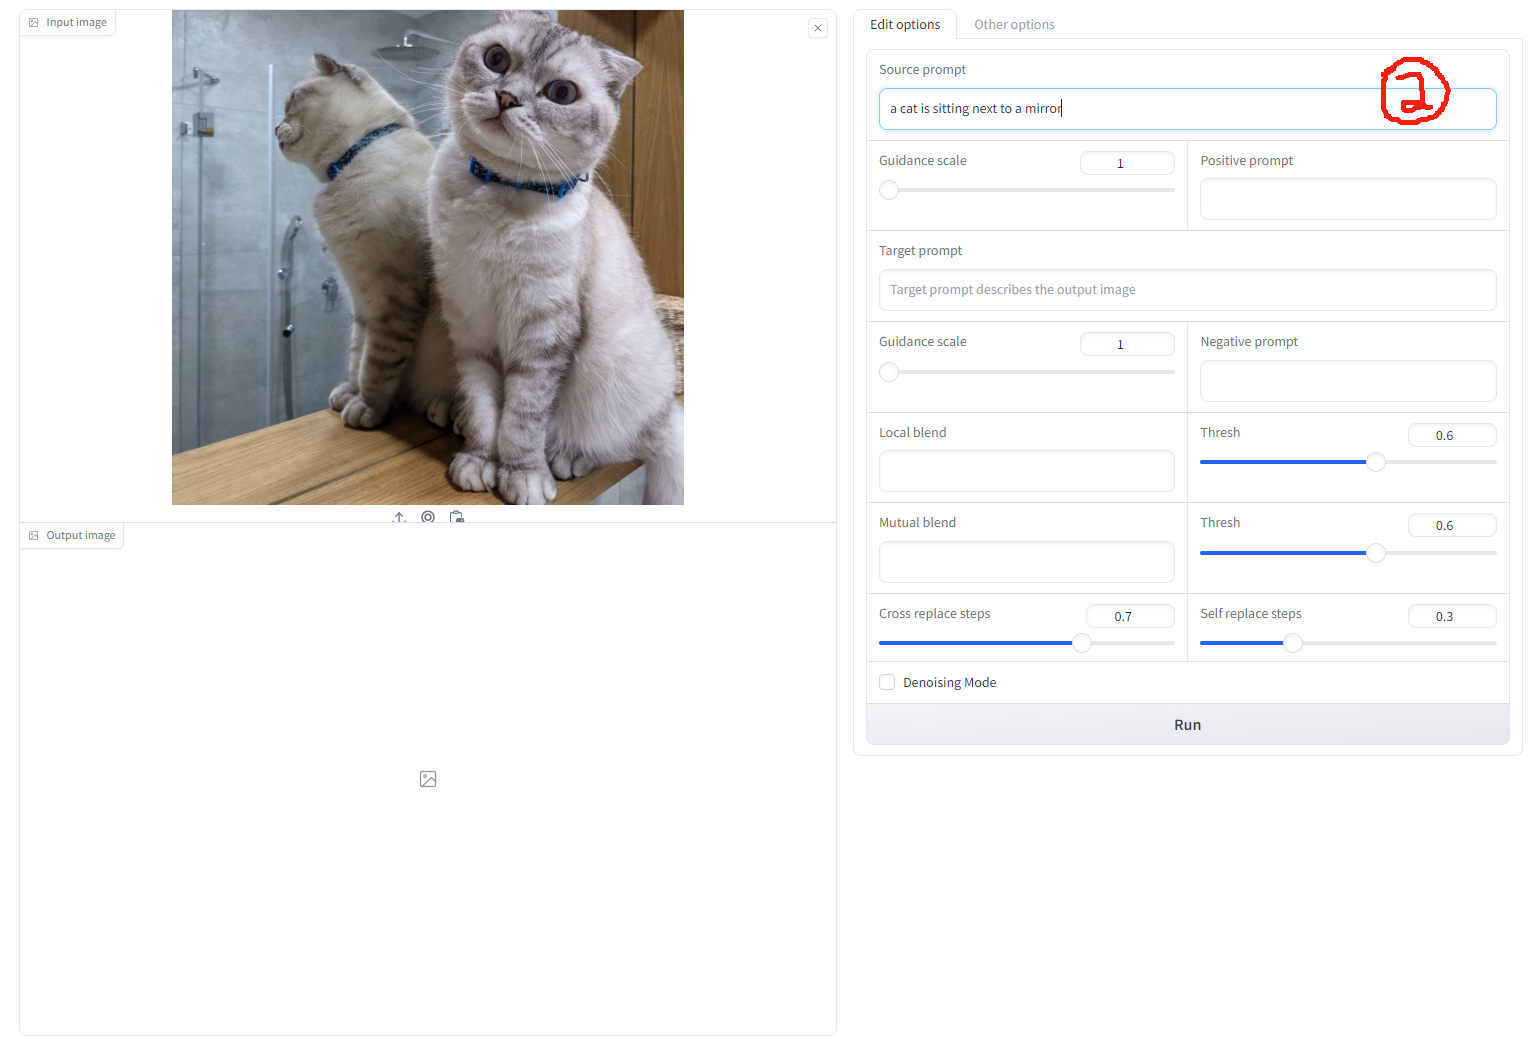 Input image
Output image
Edit options
Other options
Source prompt
2
a cat is sitting next to a mirror
Guidance scale
1
Positive prompt
Target prompt
Target prompt describes the output image
Guidance scale
1
Negative prompt
Local blend
Thresh
0.6
Mutual blend
Thresh
0.6
Cross replace steps
0.7
Self replace steps
0.3
Denoising Mode
Run